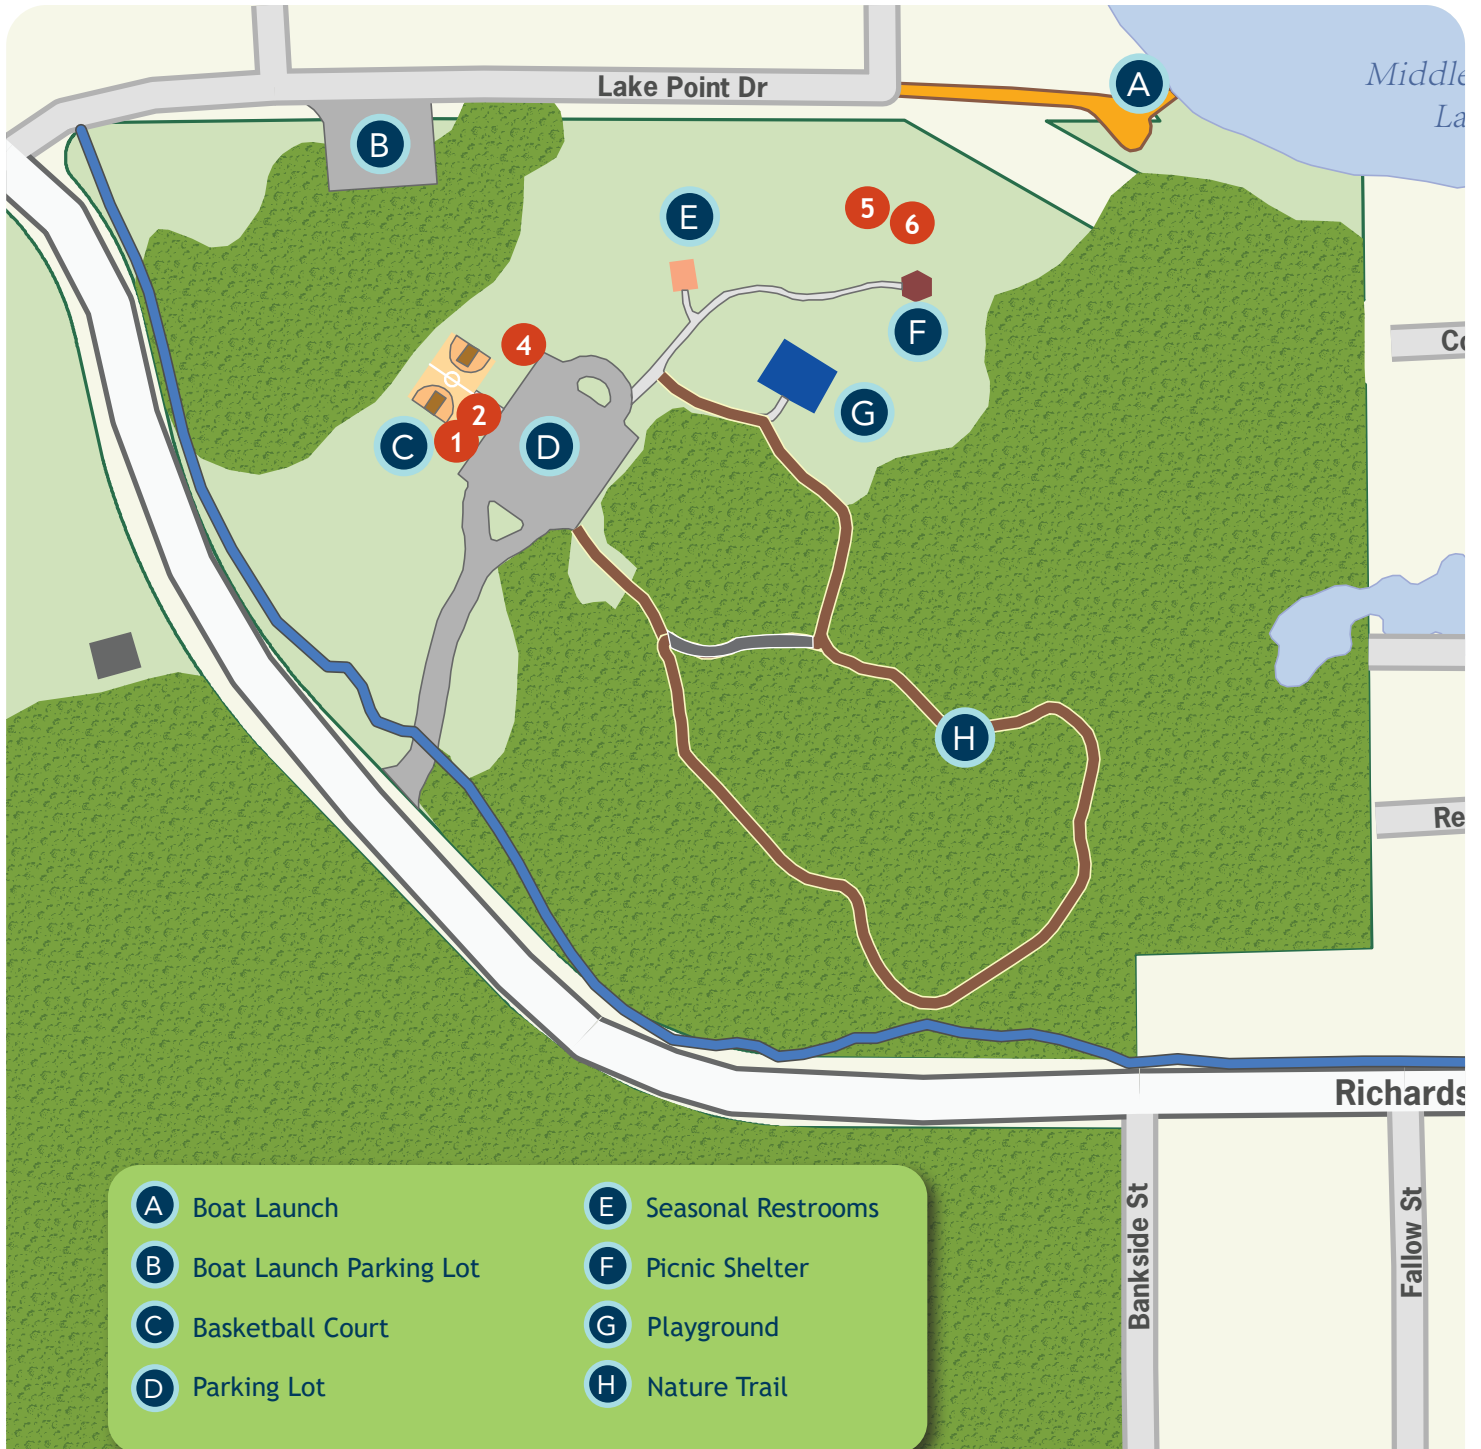 A
Middle
La
Lake Point Dr
B
5
6
E
F
Co
4
G
2
1
C
D
H
Re
Richards
Bankside St
Fallow St
A Boat Launch
B Boat Launch Parking Lot
C Basketball Court
D Parking Lot
E Seasonal Restrooms
F Picnic Shelter
G Playground
H Nature Trail